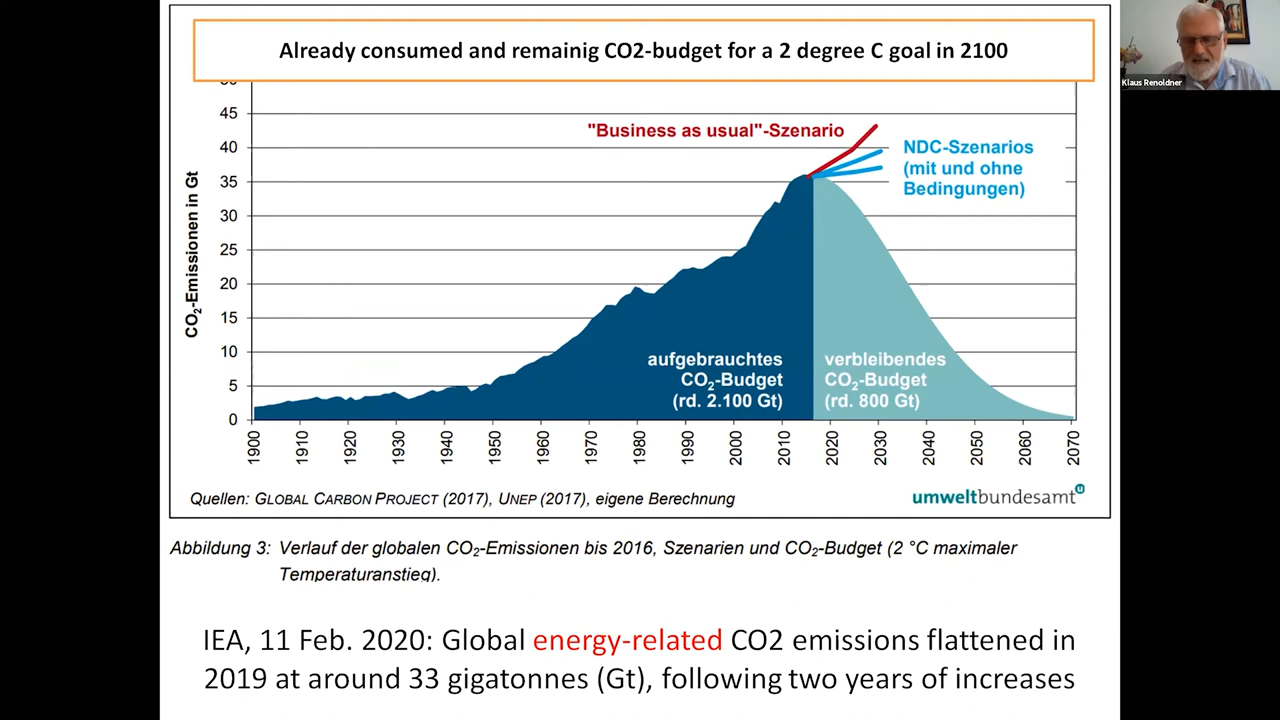 Already consumed and remainig CO2-budget for a 2 degree C goal in 2100
Klaus Renoldner
45
40
35
30
25
20
15
10
5
0
CO₂-Emissionen in Gt
"Business as usual"-Szenario
NDC-Szenarios
(mit und ohne
Bedingungen)
aufgebrauchtes
CO₂-Budget
(rd. 2.100 Gt)
verbleibendes
CO₂-Budget
(rd. 800 Gt)
1900
1910
1920
1930
1940
1950
1960
1970
1980
1990
2000
2010
2020
2030
2040
2050
2060
2070
Quellen: GLOBAL CARBON PROJECT (2017), UNEP (2017), eigene Berechnung
umweltbundesamt
Abbildung 3: Verlauf der globalen CO₂-Emissionen bis 2016, Szenarien und CO₂-Budget (2 °C maximaler
Temperaturanstieg).
IEA, 11 Feb. 2020: Global energy-related CO2 emissions flattened in
2019 at around 33 gigatonnes (Gt), following two years of increases